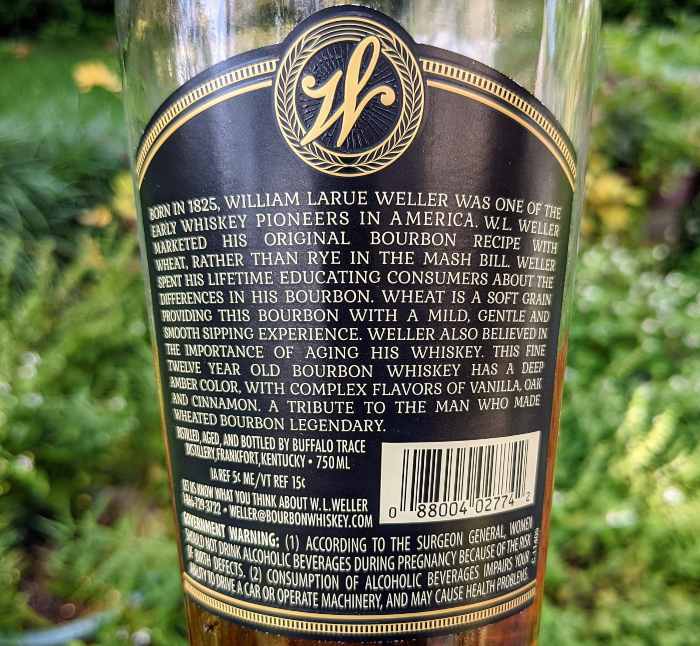 W
BORN IN 1825, WILLIAM LARUE WELLER WAS ONE OF THE
EARLY WHISKEY PIONEERS IN AMERICA. W.L. WELLER
MARKETED HIS ORIGINAL BOURBON RECIPE WITH
WHEAT, RATHER THAN RYE IN THE MASH BILL. WELLER
SPENT HIS LIFETIME EDUCATING CONSUMERS ABOUT THE
DIFFERENCES IN HIS BOURBON. WHEAT IS A SOFT GRAIN
PROVIDING THIS BOURBON WITH A MILD, GENTLE AND
SMOOTH SIPPING EXPERIENCE. WELLER ALSO BELIEVED IN
THE IMPORTANCE OF AGING HIS WHISKEY. THIS FINE
TWELVE YEAR OLD BOURBON WHISKEY HAS A DEEP
AMBER COLOR, WITH COMPLEX FLAVORS OF VANILLA, OAK
AND CINNAMON. A TRIBUTE TO THE MAN WHO MADE
WHEATED BOURBON LEGENDARY.
DISTILLED, AGED, AND BOTTLED BY BUFFALO TRACE
DISTILLERY, FRANKFORT, KENTUCKY • 750 ML
IA REF 5¢ ME/VT REF 15¢
LET US KNOW WHAT YOU THINK ABOUT W. L. WELLER
1-866-729-3722 • WELLER@BOURBONWHISKEY.COM
0 88004 02774 2
GOVERNMENT WARNING: (1) ACCORDING TO THE SURGEON GENERAL, WOMEN
SHOULD NOT DRINK ALCOHOLIC BEVERAGES DURING PREGNANCY BECAUSE OF THE RISK
OF BIRTH DEFECTS. (2) CONSUMPTION OF ALCOHOLIC BEVERAGES IMPAIRS YOUR
ABILITY TO DRIVE A CAR OR OPERATE MACHINERY, AND MAY CAUSE HEALTH PROBLEMS.